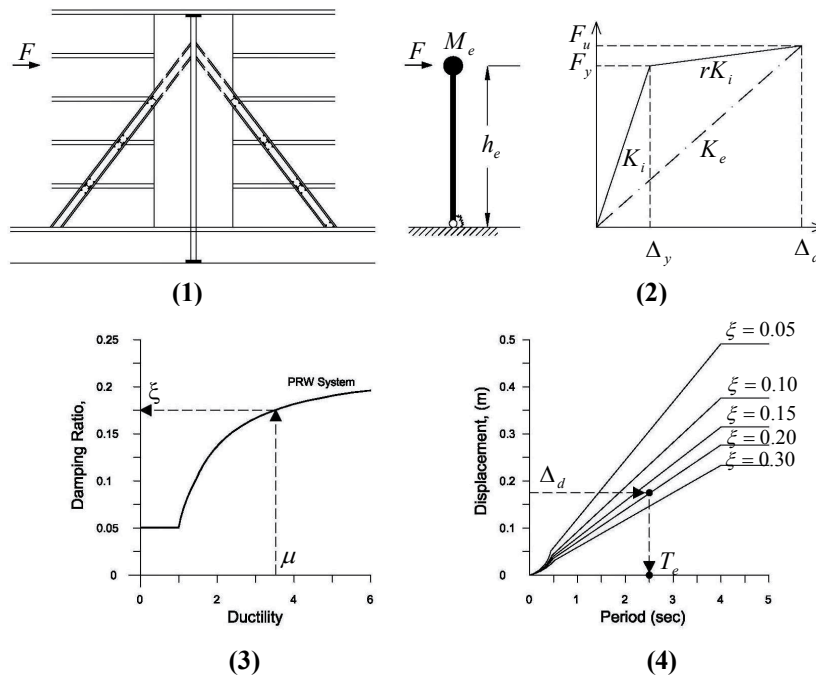 F
F
M_e
h_e
F_u
F_y
rK_i
K_i
K_e
Δ_y
Δ_d
(1)
(2)
0.25
0.2
0.15
0.1
0.05
0
Damping Ratio,
ξ
PRW System
μ
0 2 4 6
Ductility
(3)
0.5
0.4
0.3
0.2
0.1
0
Displacement, (m)
ξ = 0.05
ξ = 0.10
ξ = 0.15
ξ = 0.20
ξ = 0.30
Δ_d
T_e
0 1 2 3 4 5
Period (sec)
(4)